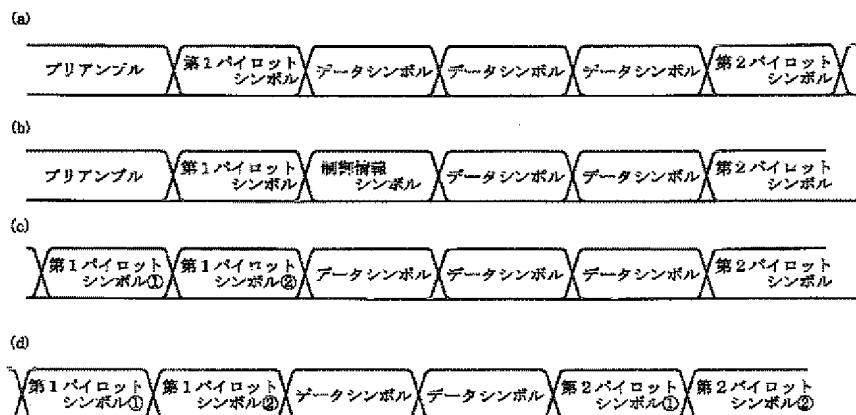 (a)
プリアンブル 第1パイロットシンボル データシンボル データシンボル データシンボル 第2パイロットシンボル
(b)
プリアンブル 第1パイロットシンボル 制御情報シンボル データシンボル データシンボル 第2パイロットシンボル
(c)
第1パイロットシンボル① 第1パイロットシンボル② データシンボル データシンボル データシンボル 第2パイロットシンボル
(d)
第1パイロットシンボル① 第1パイロットシンボル② データシンボル データシンボル 第2パイロットシンボル① 第2パイロットシンボル②